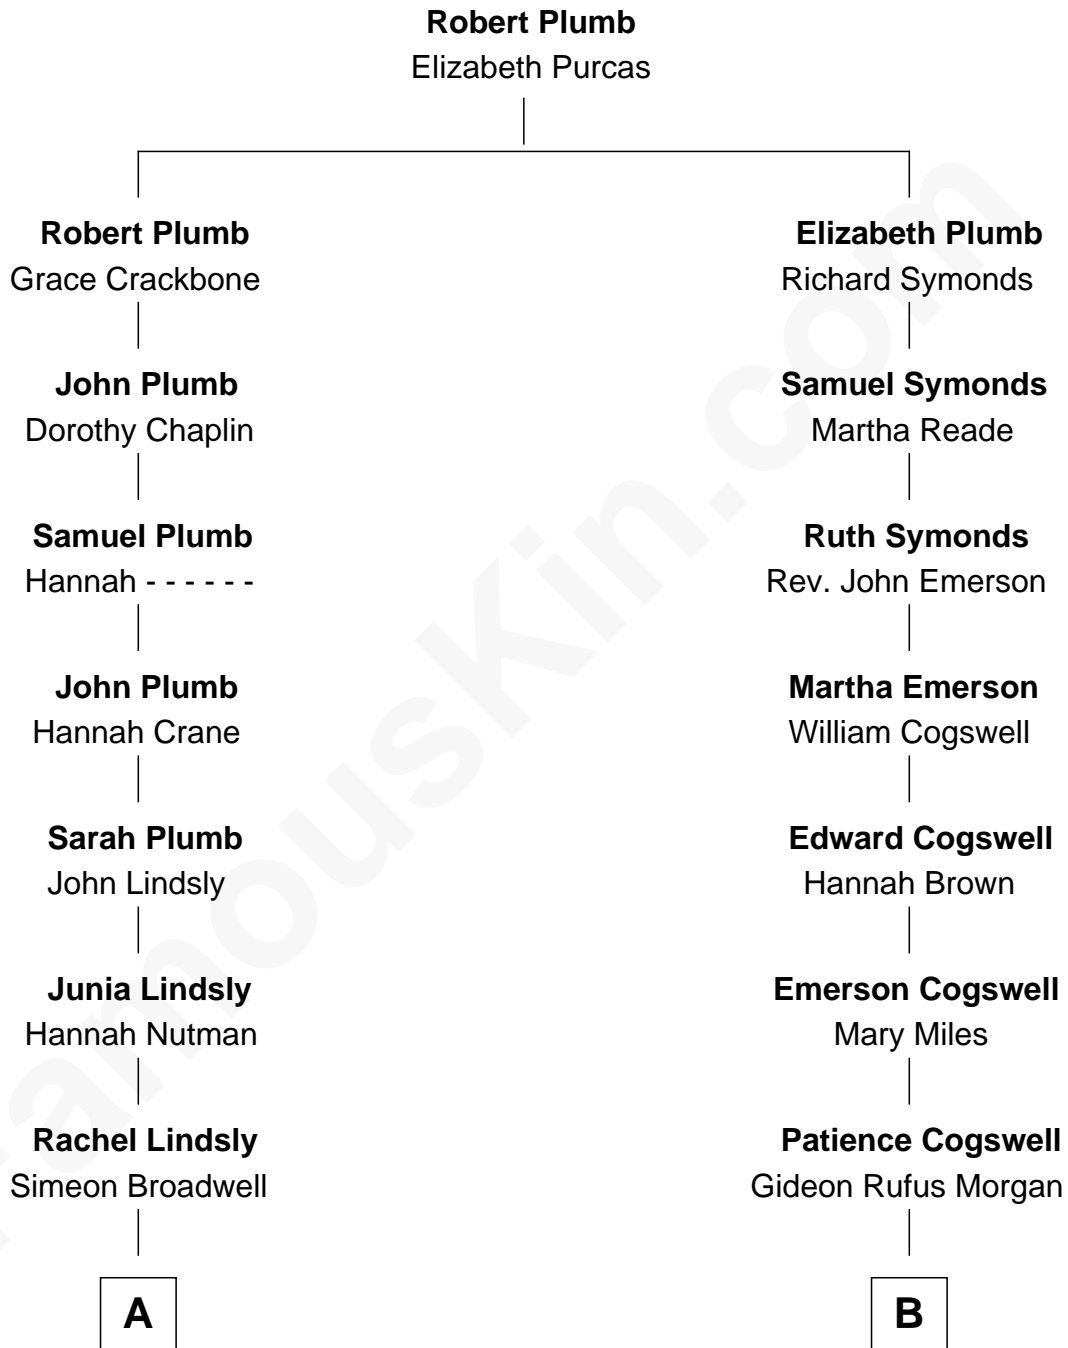 Robert Plumb
Elizabeth Purcas
Robert Plumb
Grace Crackbone
John Plumb
Dorothy Chaplin
Samuel Plumb
Hannah - - - - - -
John Plumb
Hannah Crane
Sarah Plumb
John Lindsly
Junia Lindsly
Hannah Nutman
Rachel Lindsly
Simeon Broadwell
A
Elizabeth Plumb
Richard Symonds
Samuel Symonds
Martha Reade
Ruth Symonds
Rev. John Emerson
Martha Emerson
William Cogswell
Edward Cogswell
Hannah Brown
Emerson Cogswell
Mary Miles
Patience Cogswell
Gideon Rufus Morgan
B
FamousKin.com